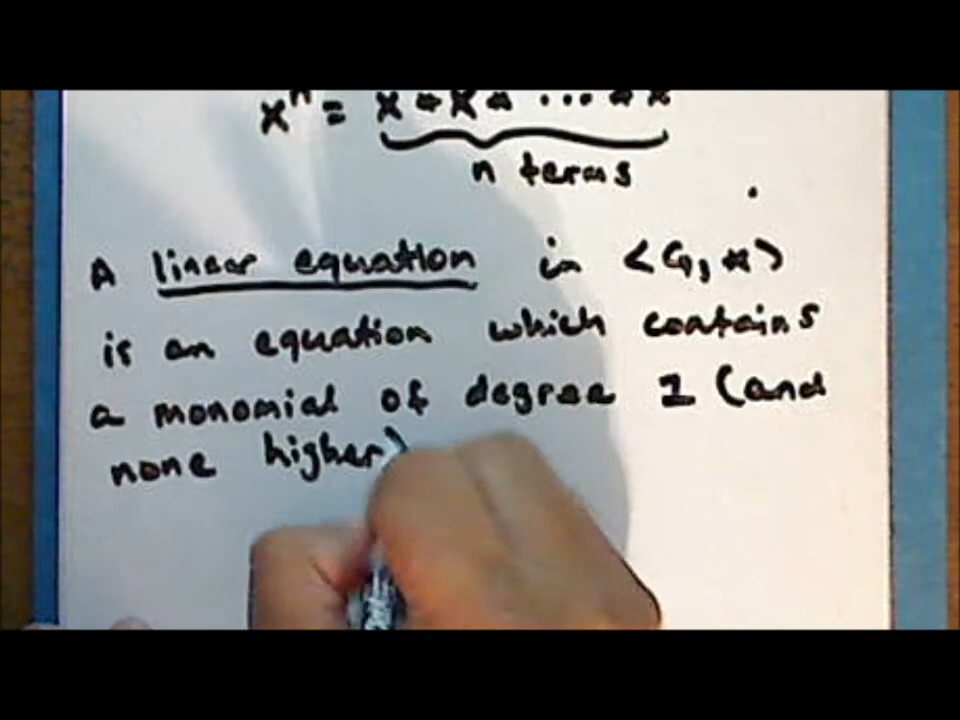 xⁿ = x * x * ... * x
n terms
A linear equation in <G, *>
is an equation which contains
a monomial of degree 1 (and
none higher)